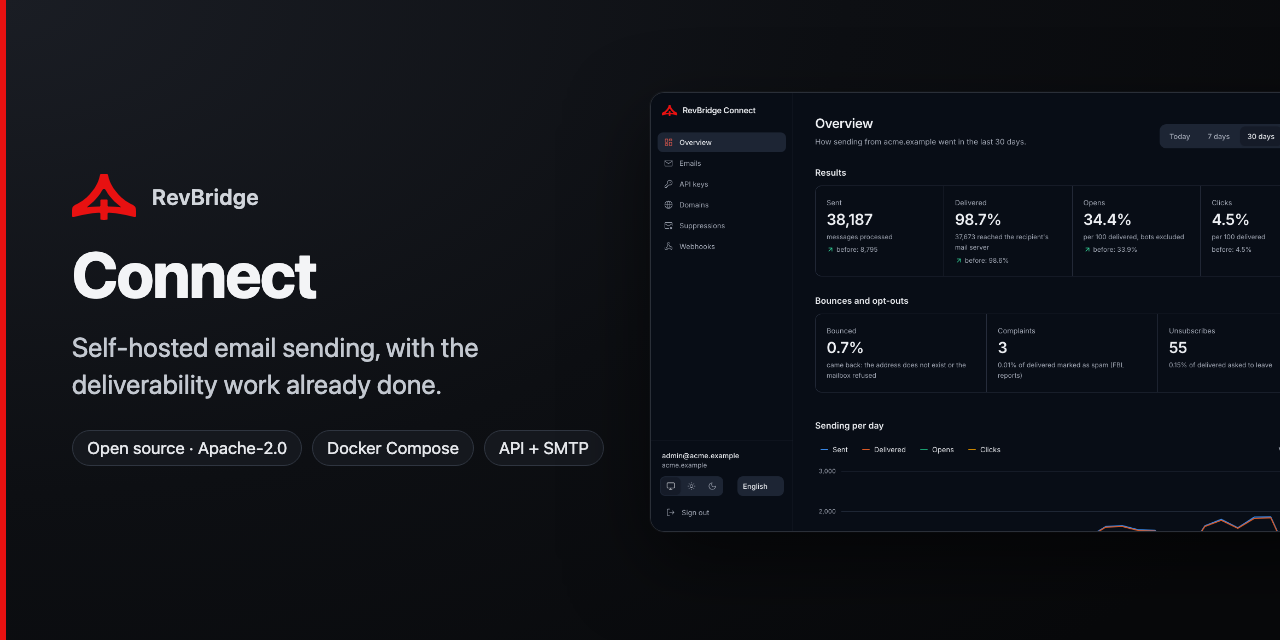 RevBridge
Connect
Self-hosted email sending, with the
deliverability work already done.
Open source · Apache-2.0
Docker Compose
API + SMTP
RevBridge Connect
Overview
Emails
API keys
Domains
Suppressions
Webhooks
admin@acme.example
acme.example
English
Sign out
Overview
How sending from acme.example went in the last 30 days.
Today
7 days
30 days
Results
Sent
38,187
messages processed
before: 8,795
Delivered
98.7%
37,673 reached the recipient's
mail server
before: 98.6%
Opens
34.4%
per 100 delivered, bots excluded
before: 33.9%
Clicks
4.5%
per 100 delivered
before: 4.5%
Bounces and opt-outs
Bounced
0.7%
came back: the address does not exist or the
mailbox refused
Complaints
3
0.01% of delivered marked as spam (FBL
reports)
Unsubscribes
55
0.15% of delivered asked to leave
Sending per day
Sent
Delivered
Opens
Clicks
3,000
2,000